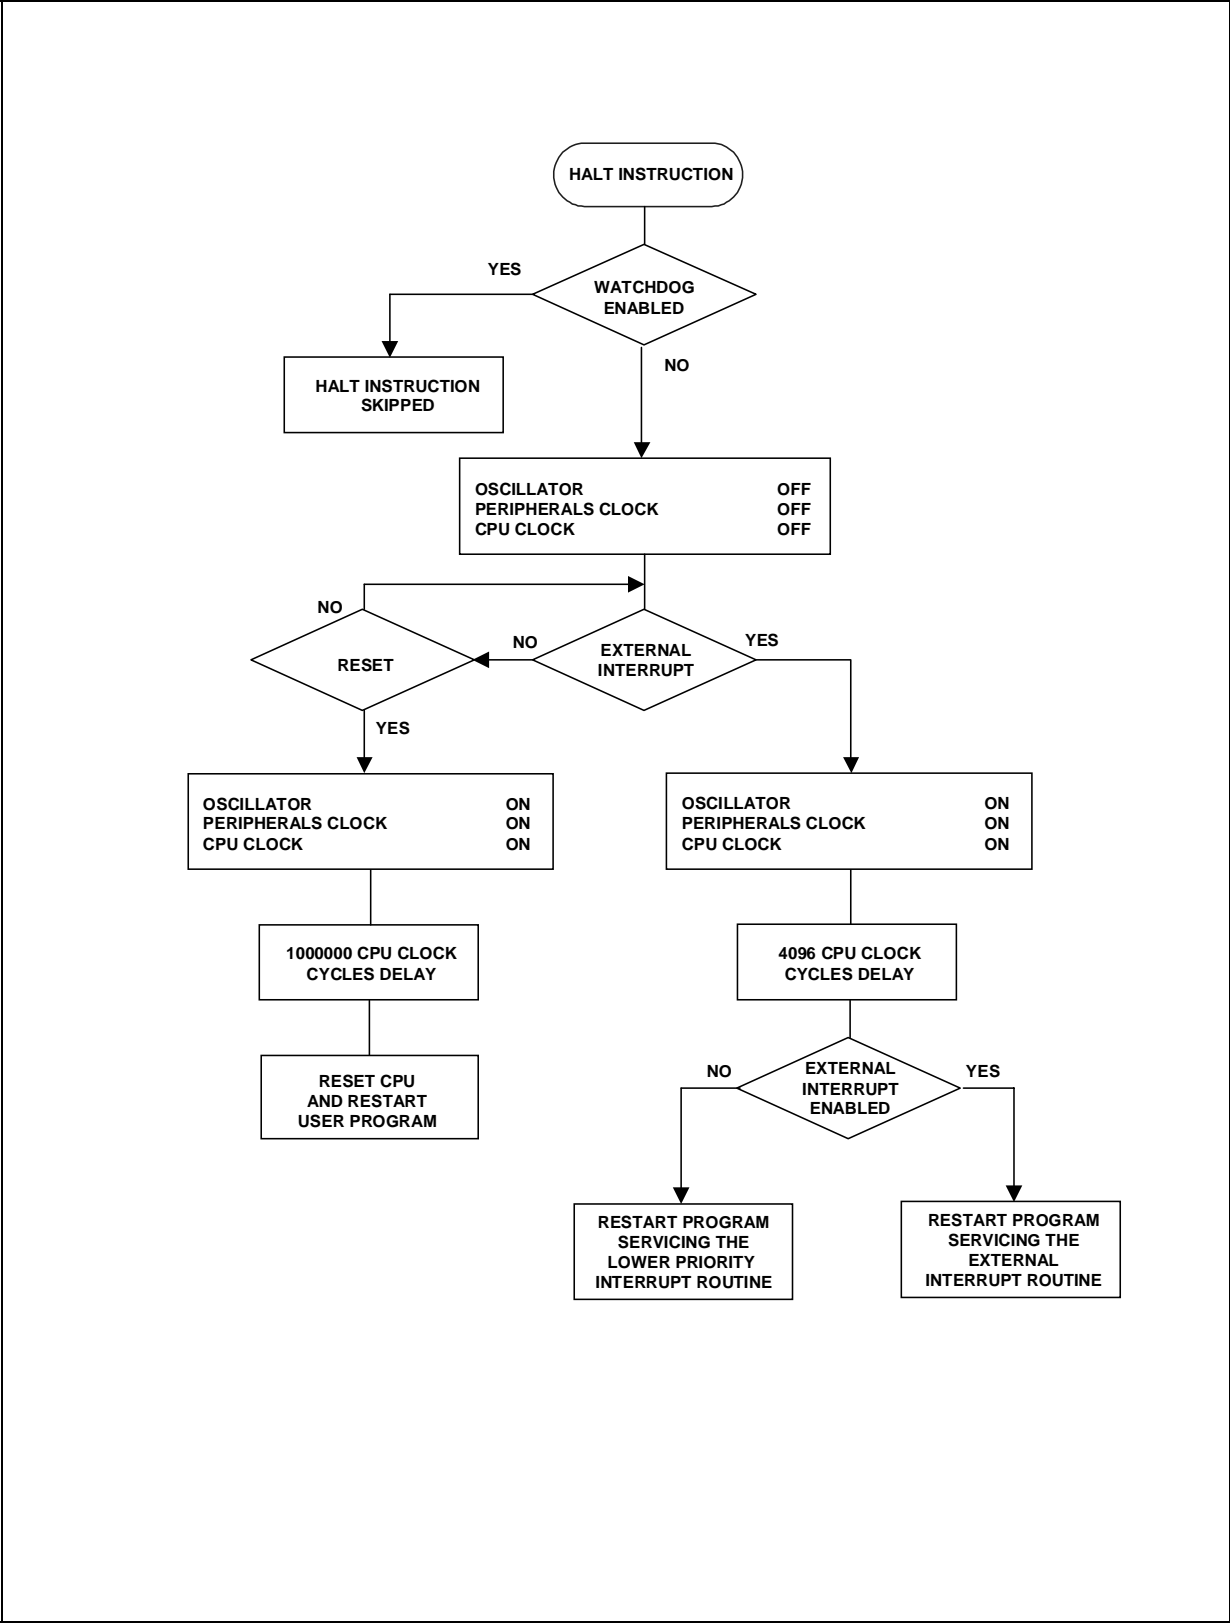 HALT INSTRUCTION
YES
WATCHDOG
ENABLED
NO
HALT INSTRUCTION
SKIPPED
OSCILLATOR OFF
PERIPHERALS CLOCK OFF
CPU CLOCK OFF
NO
RESET
NO
EXTERNAL
INTERRUPT
YES
YES
OSCILLATOR ON
PERIPHERALS CLOCK ON
CPU CLOCK ON
OSCILLATOR ON
PERIPHERALS CLOCK ON
CPU CLOCK ON
1000000 CPU CLOCK
CYCLES DELAY
4096 CPU CLOCK
CYCLES DELAY
RESET CPU
AND RESTART
USER PROGRAM
NO
EXTERNAL
INTERRUPT
ENABLED
YES
RESTART PROGRAM
SERVICING THE
LOWER PRIORITY
INTERRUPT ROUTINE
RESTART PROGRAM
SERVICING THE
EXTERNAL
INTERRUPT ROUTINE